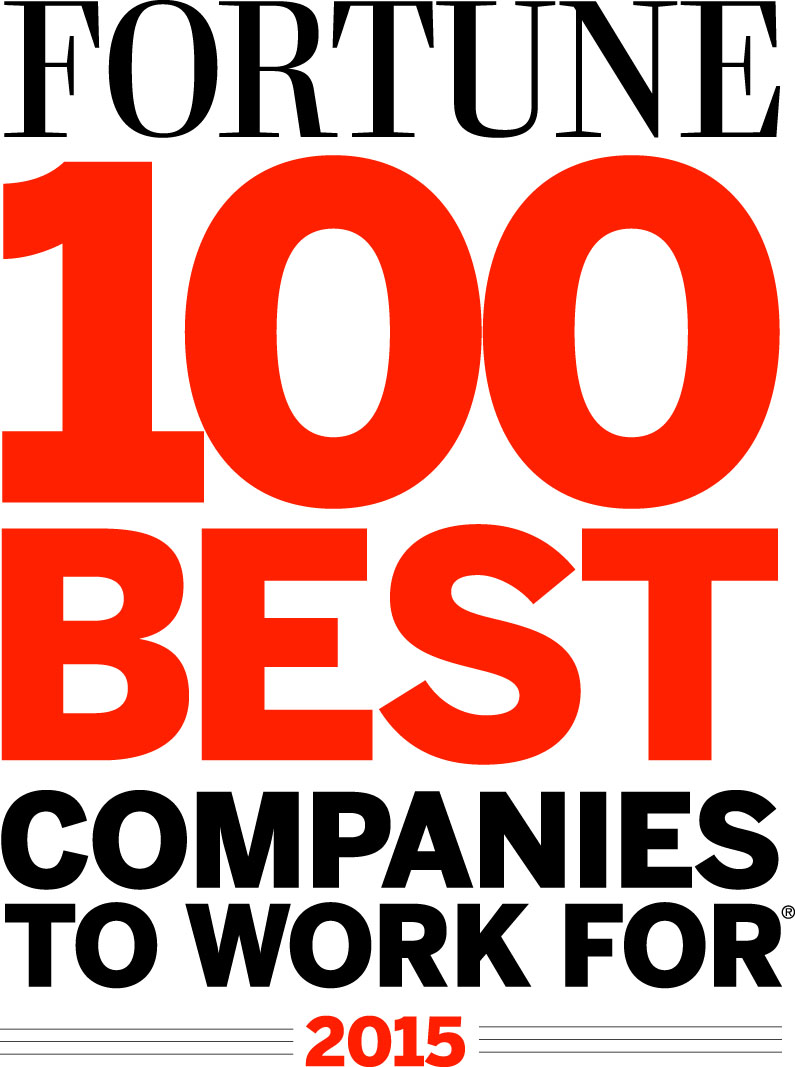 FORTUNE
100
BEST
COMPANIES
TO WORK FOR®
2015